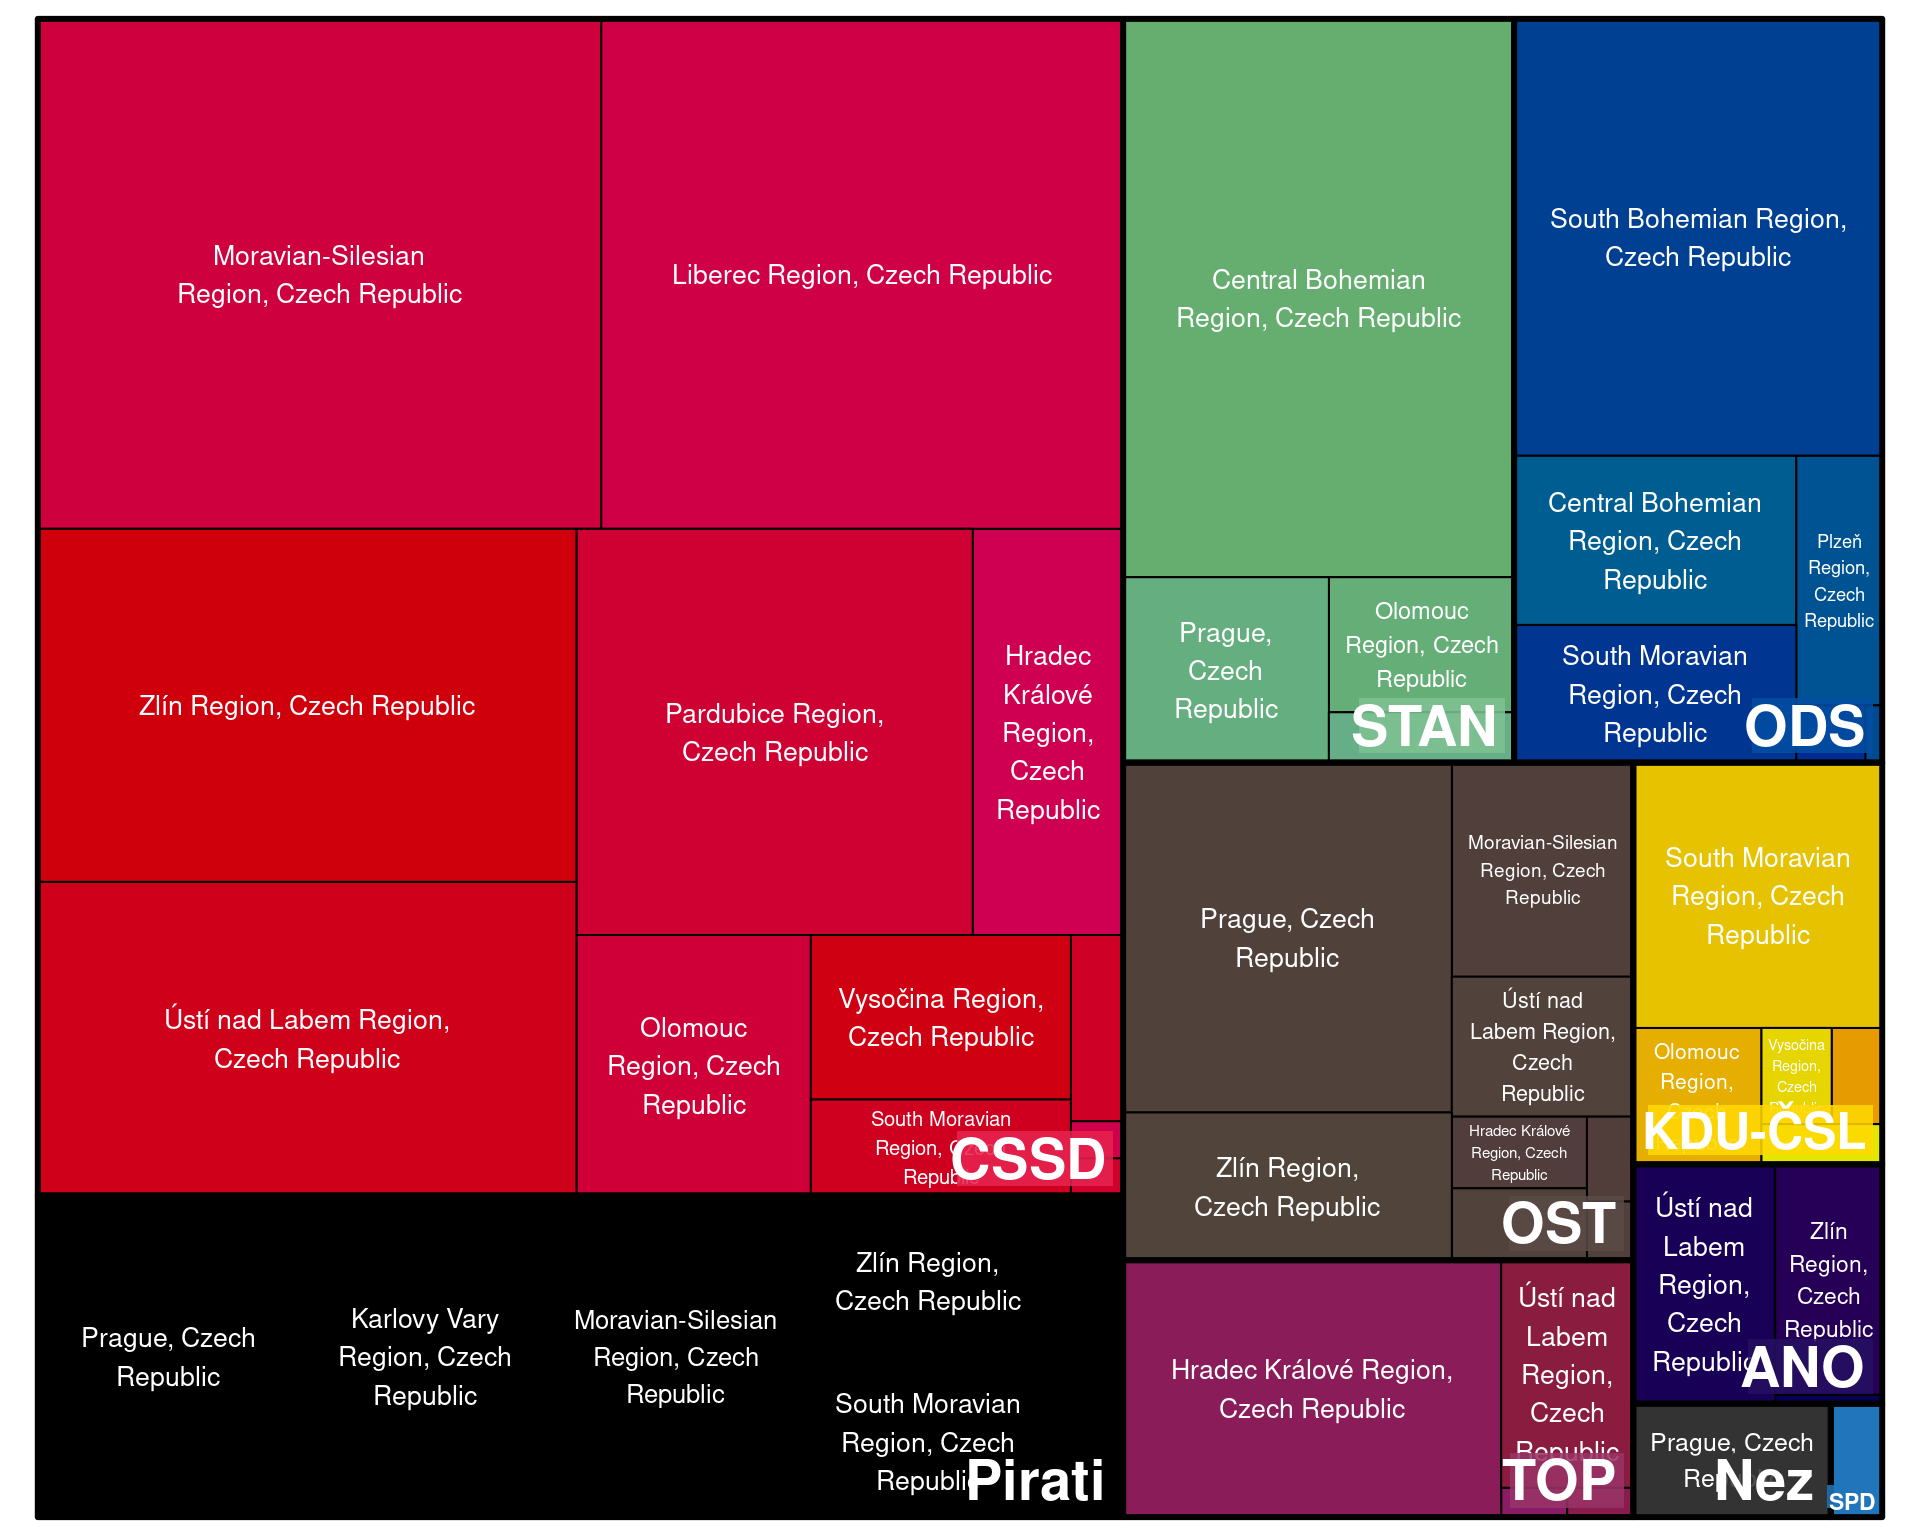 Moravian-Silesian
Region, Czech Republic
Liberec Region, Czech Republic
Zlín Region, Czech Republic
Pardubice Region,
Czech Republic
Hradec
Králové
Region,
Czech
Republic
Ústí nad Labem Region,
Czech Republic
Olomouc
Region, Czech
Republic
Vysočina Region,
Czech Republic
South Moravian
Region, Czech
Republic
CSSD
Prague, Czech
Republic
Karlovy Vary
Region, Czech
Republic
Moravian-Silesian
Region, Czech
Republic
Zlín Region,
Czech Republic
South Moravian
Region, Czech
Republic
Pirati
Central Bohemian
Region, Czech Republic
Prague,
Czech
Republic
Olomouc
Region, Czech
Republic
STAN
South Bohemian Region,
Czech Republic
Central Bohemian
Region, Czech
Republic
Plzeň
Region,
Czech
Republic
South Moravian
Region, Czech
Republic
ODS
Prague, Czech
Republic
Moravian-Silesian
Region, Czech
Republic
Ústí nad
Labem Region,
Czech
Republic
Zlín Region,
Czech Republic
Hradec Králové
Region, Czech
Republic
OST
South Moravian
Region, Czech
Republic
Olomouc
Region,
Czech
Vysočina
Region,
Czech
KDU-ČSL
Hradec Králové Region,
Czech Republic
Ústí nad
Labem
Region,
Czech
Republic
TOP
Ústí nad
Labem
Region,
Czech
Republic
Zlín
Region,
Czech
Republic
ANO
Prague, Czech
Nez
SPD